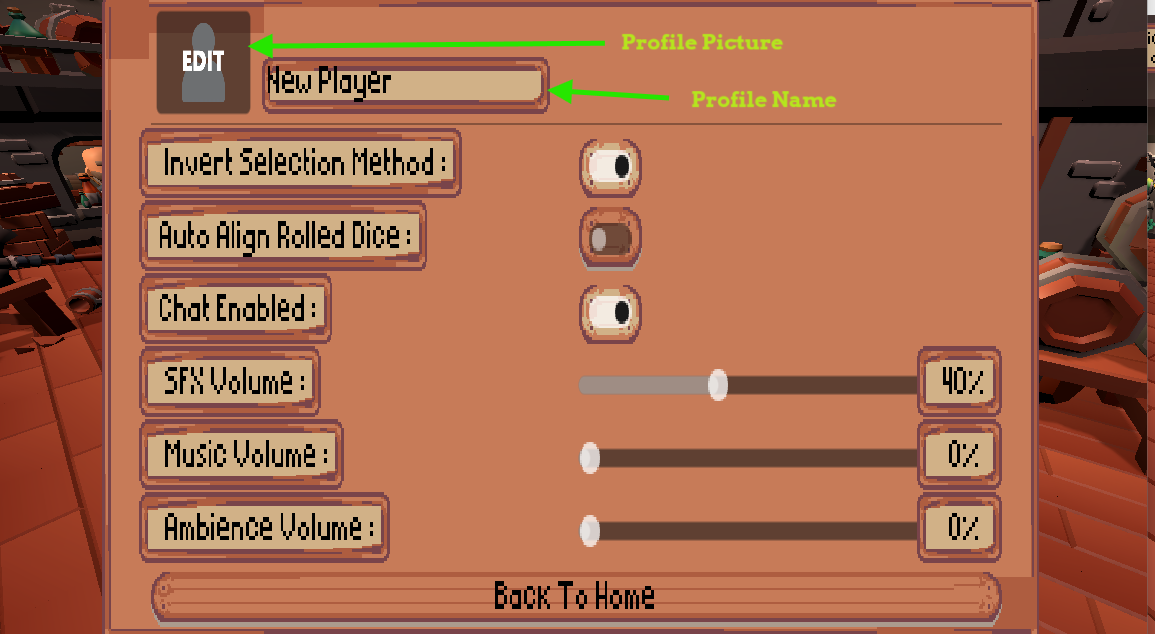 Profile Picture
EDIT
New Player
Profile Name
Invert Selection Method :
Auto Align Rolled Dice :
Chat Enabled :
SFX Volume :
40%
Music Volume :
0%
Ambience Volume :
0%
Back To Home